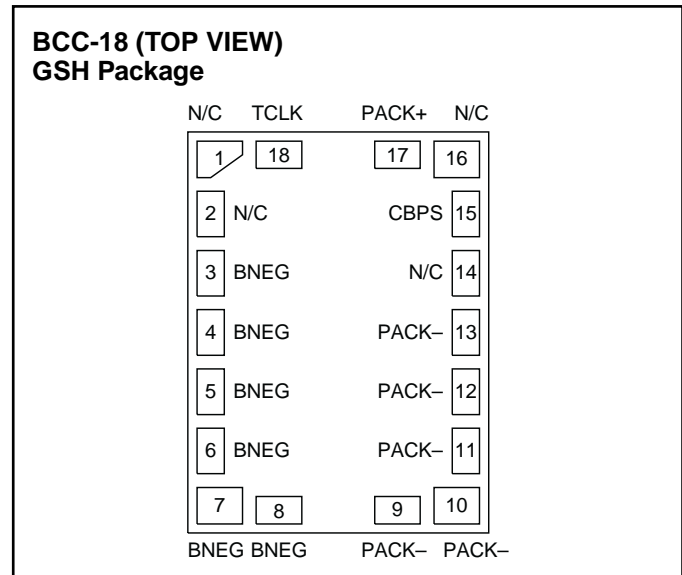 BCC-18 (TOP VIEW)
GSH Package
N/C TCLK PACK+ N/C
1 18 17 16
2 N/C CBPS 15
3 BNEG N/C 14
4 BNEG PACK– 13
5 BNEG PACK– 12
6 BNEG PACK– 11
7 8 9 10
BNEG BNEG PACK– PACK–